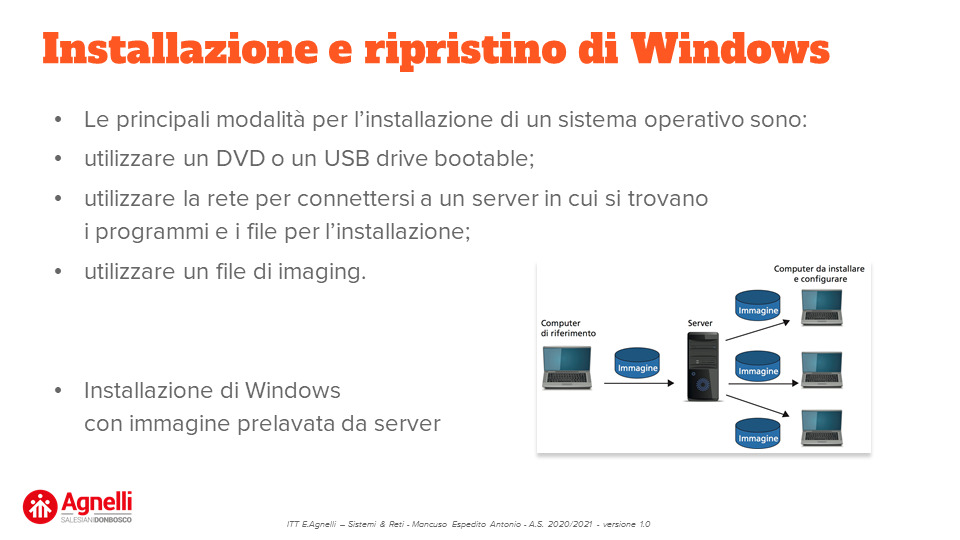 Installazione e ripristino di Windows
• Le principali modalità per l’installazione di un sistema operativo sono:
• utilizzare un DVD o un USB drive bootable;
• utilizzare la rete per connettersi a un server in cui si trovano
i programmi e i file per l’installazione;
• utilizzare un file di imaging.
• Installazione di Windows
con immagine prelavata da server
Computer da installare
e configurare
Immagine
Computer
di riferimento
Server
Immagine
Immagine
Immagine
Agnelli
SALESIANIDONBOSCO
ITT E.Agnelli – Sistemi & Reti - Mancuso Espedito Antonio - A.S. 2020/2021 - versione 1.0